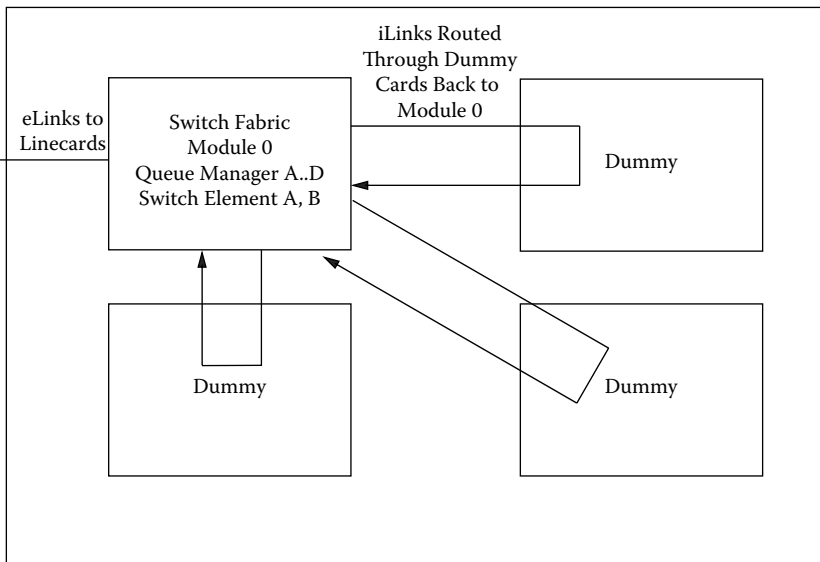 iLinks Routed
Through Dummy
Cards Back to
Module 0
eLinks to
Linecards
Switch Fabric
Module 0
Queue Manager A..D
Switch Element A, B
Dummy
Dummy
Dummy